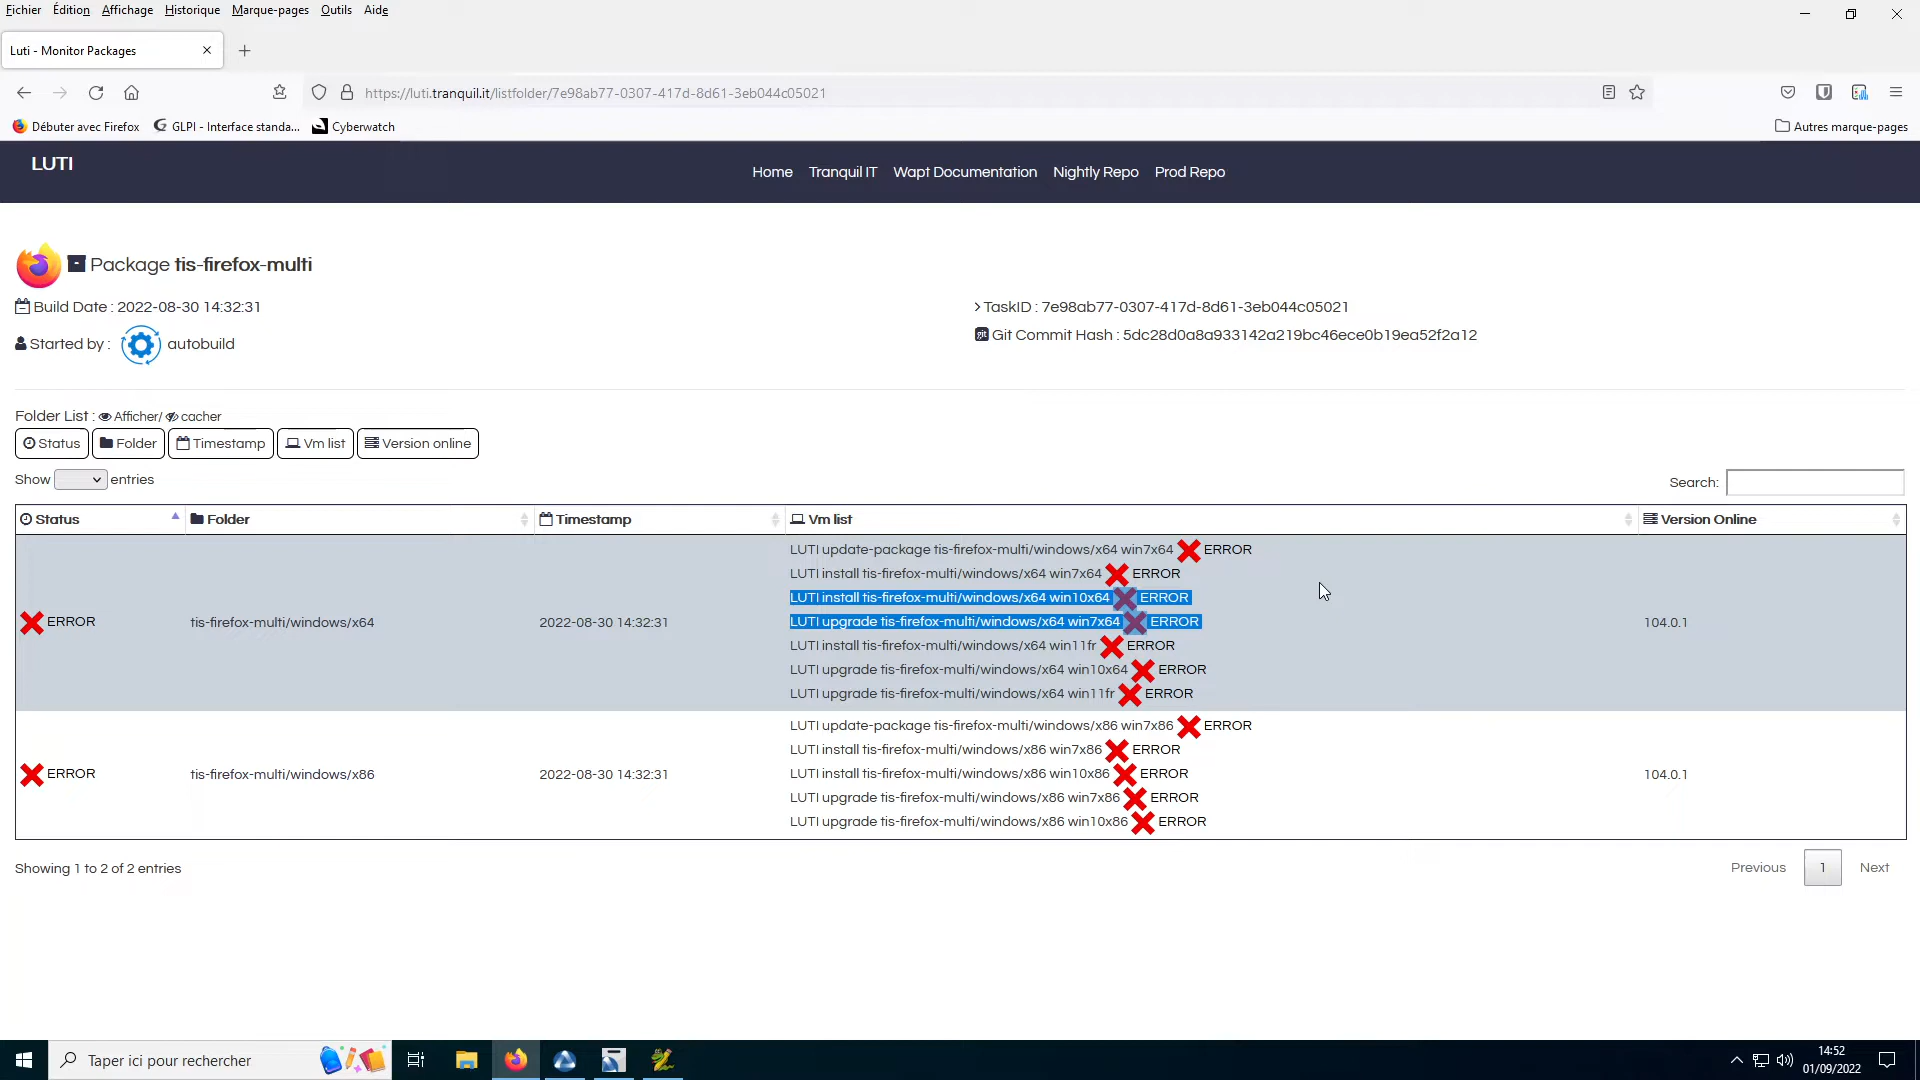 Fichier Édition Affichage Historique Marque-pages Outils Aide
Luti - Monitor Packages
https://luti.tranquil.it/listfolder/7e98ab77-0307-417d-8d61-3eb044c05021
Débuter avec Firefox GLPI - Interface standa... Cyberwatch Autres marque-pages
LUTI
Home Tranquil IT Wapt Documentation Nightly Repo Prod Repo
Package tis-firefox-multi
Build Date : 2022-08-30 14:32:31
TaskID : 7e98ab77-0307-417d-8d61-3eb044c05021
Started by : autobuild
git Git Commit Hash : 5dc28d0a8a933142a219bc46ece0b19ea52f2a12
Folder List : Afficher/ cacher
Status Folder Timestamp Vm list Version online
Show entries
Search:
Status Folder Timestamp Vm list Version Online
ERROR tis-firefox-multi/windows/x64 2022-08-30 14:32:31
LUTI update-package tis-firefox-multi/windows/x64 win7x64 ERROR
LUTI install tis-firefox-multi/windows/x64 win7x64 ERROR
LUTI install tis-firefox-multi/windows/x64 win10x64 ERROR
LUTI upgrade tis-firefox-multi/windows/x64 win7x64 ERROR
LUTI install tis-firefox-multi/windows/x64 win11fr ERROR
LUTI upgrade tis-firefox-multi/windows/x64 win10x64 ERROR
LUTI upgrade tis-firefox-multi/windows/x64 win11fr ERROR
104.0.1
ERROR tis-firefox-multi/windows/x86 2022-08-30 14:32:31
LUTI update-package tis-firefox-multi/windows/x86 win7x86 ERROR
LUTI install tis-firefox-multi/windows/x86 win7x86 ERROR
LUTI install tis-firefox-multi/windows/x86 win10x86 ERROR
LUTI upgrade tis-firefox-multi/windows/x86 win7x86 ERROR
LUTI upgrade tis-firefox-multi/windows/x86 win10x86 ERROR
104.0.1
Showing 1 to 2 of 2 entries
Previous 1 Next
Taper ici pour rechercher
14:52
01/09/2022